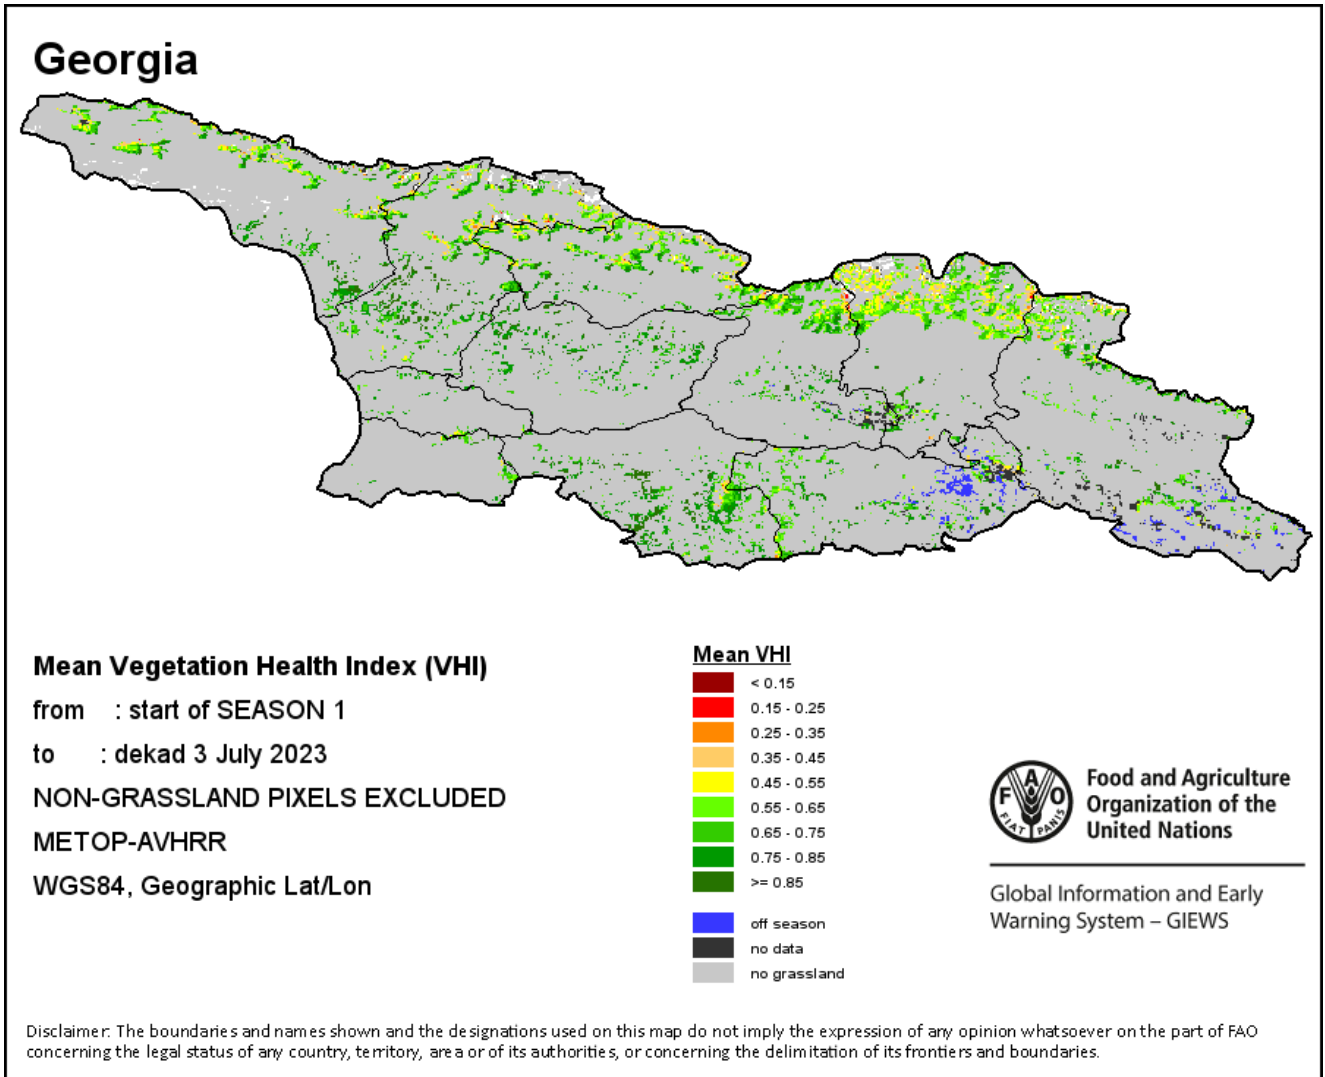 Georgia
Mean Vegetation Health Index (VHI)
from : start of SEASON 1
to : dekad 3 July 2023
NON-GRASSLAND PIXELS EXCLUDED
METOP-AVHRR
WGS84, Geographic Lat/Lon
Mean VHI
< 0.15
0.15 - 0.25
0.25 - 0.35
0.35 - 0.45
0.45 - 0.55
0.55 - 0.65
0.65 - 0.75
0.75 - 0.85
>= 0.85
off season
no data
no grassland
F A O
FIAT PANIS
Food and Agriculture
Organization of the
United Nations
Global Information and Early
Warning System – GIEWS
Disclaimer: The boundaries and names shown and the designations used on this map do not imply the expression of any opinion whatsoever on the part of FAO
concerning the legal status of any country, territory, area or of its authorities, or concerning the delimitation of its frontiers and boundaries.